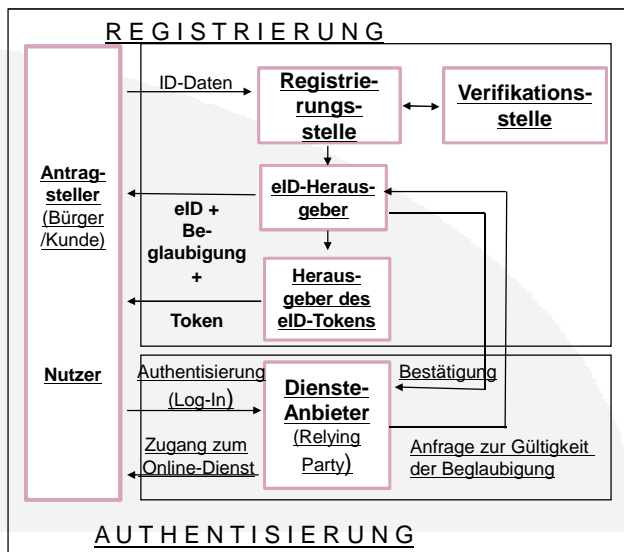 R E G I S T R I E R U N G
ID-Daten
Registrie-
rungs-
stelle
Verifikations-
stelle
Antrag-
steller
(Bürger
/Kunde)
eID-Heraus-
geber
eID +
Be-
glaubigung
+
Token
Heraus-
geber des
eID-Tokens
Nutzer
Authentisierung
(Log-In)
Dienste-
Anbieter
(Relying
Party)
Bestätigung
Zugang zum
Online-Dienst
Anfrage zur Gültigkeit
der Beglaubigung
A U T H E N T I S I E R U N G